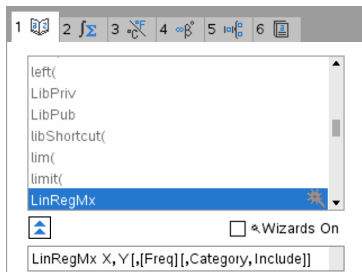 1 2 ∫Σ 3 °C°F 4 ∞β° 5 6
left(
LibPriv
LibPub
libShortcut(
lim(
limit(
LinRegMx
Wizards On
LinRegMx X,Y[,[Freq][,Category,Include]]